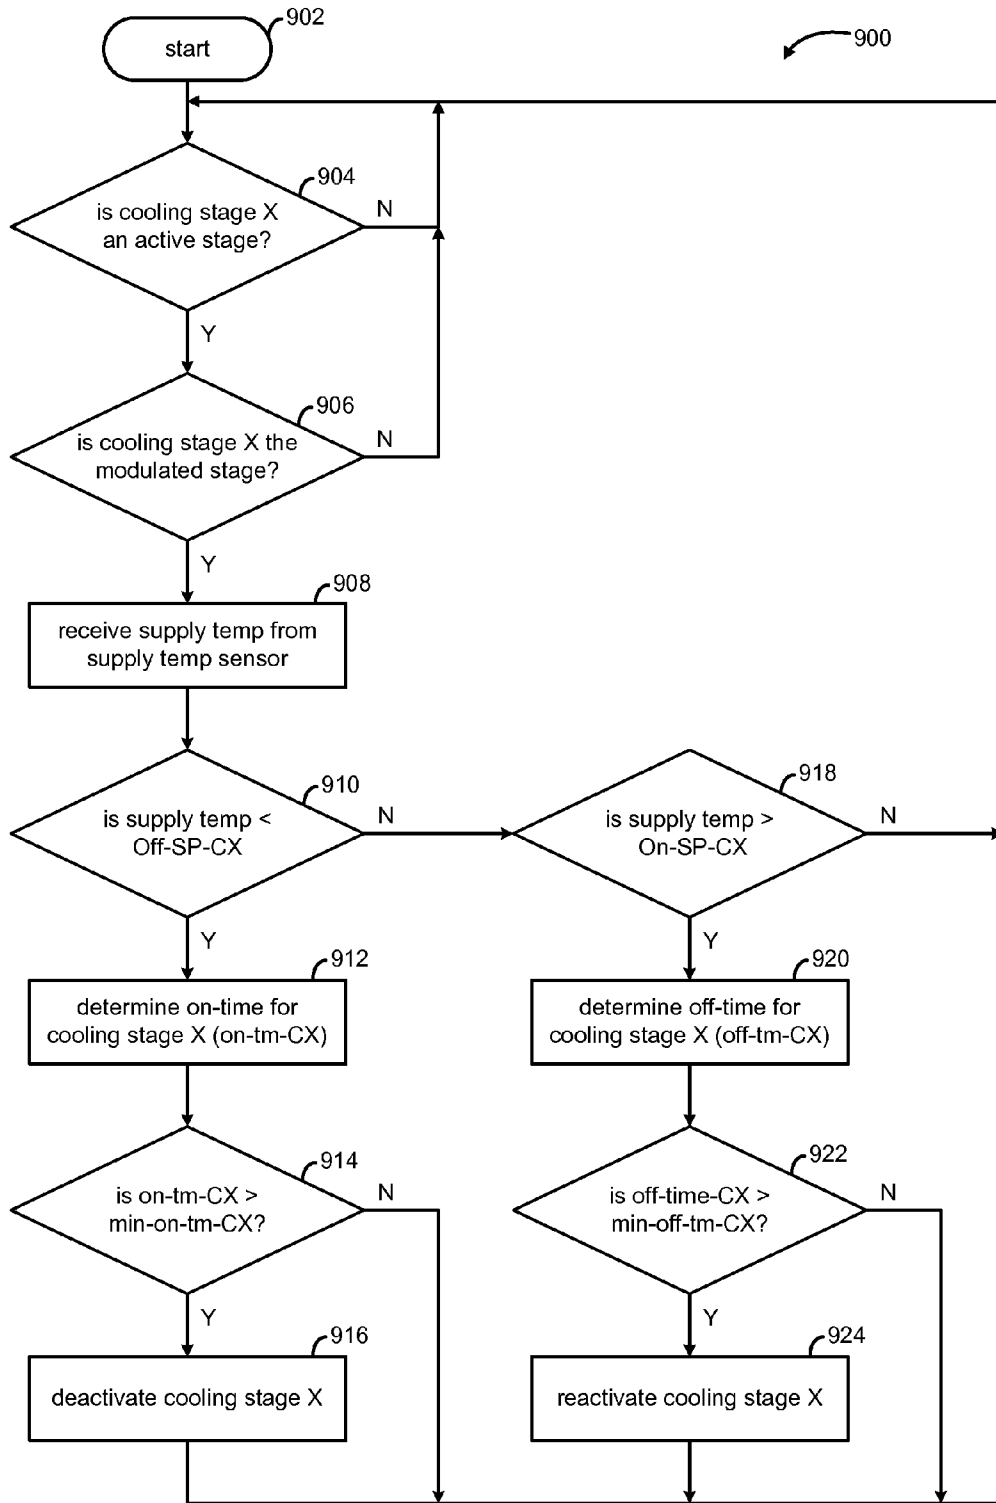 902
start
900
904
is cooling stage X
an active stage?
N
Y
906
is cooling stage X the
modulated stage?
N
Y
908
receive supply temp from
supply temp sensor
910
is supply temp <
Off-SP-CX
N
918
is supply temp >
On-SP-CX
N
Y
Y
912
determine on-time for
cooling stage X (on-tm-CX)
920
determine off-time for
cooling stage X (off-tm-CX)
914
is on-tm-CX >
min-on-tm-CX?
N
922
is off-time-CX >
min-off-tm-CX?
N
Y
Y
916
deactivate cooling stage X
924
reactivate cooling stage X